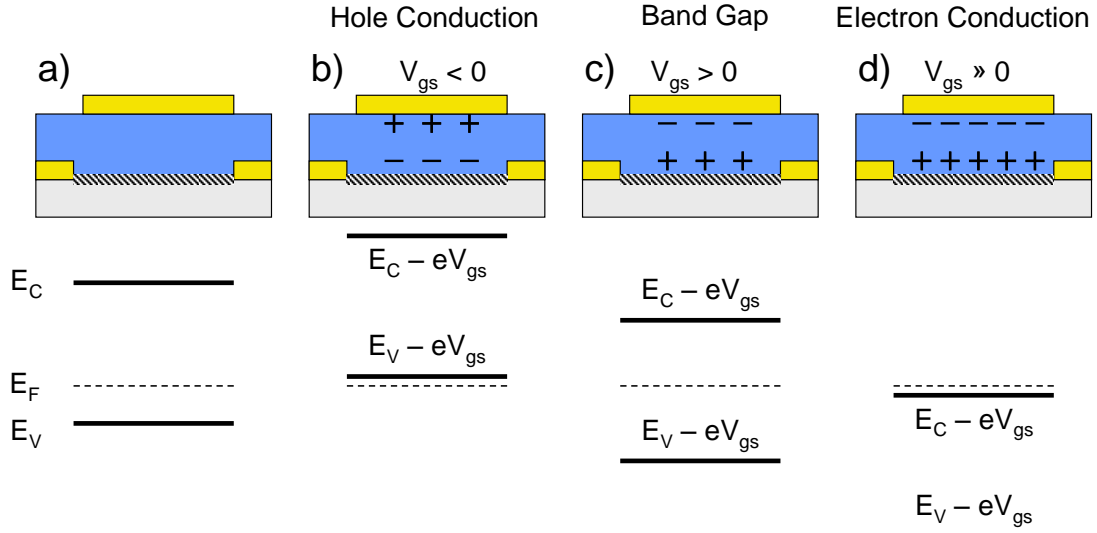 Hole Conduction
Band Gap
Electron Conduction
a)
b) V_gs < 0
c) V_gs > 0
d) V_gs » 0
+ + +
– – –
– – –
+ + +
– – – – –
+ + + + +
E_C
E_F
E_V
E_C – eV_gs
E_V – eV_gs
E_C – eV_gs
E_V – eV_gs
E_C – eV_gs
E_V – eV_gs